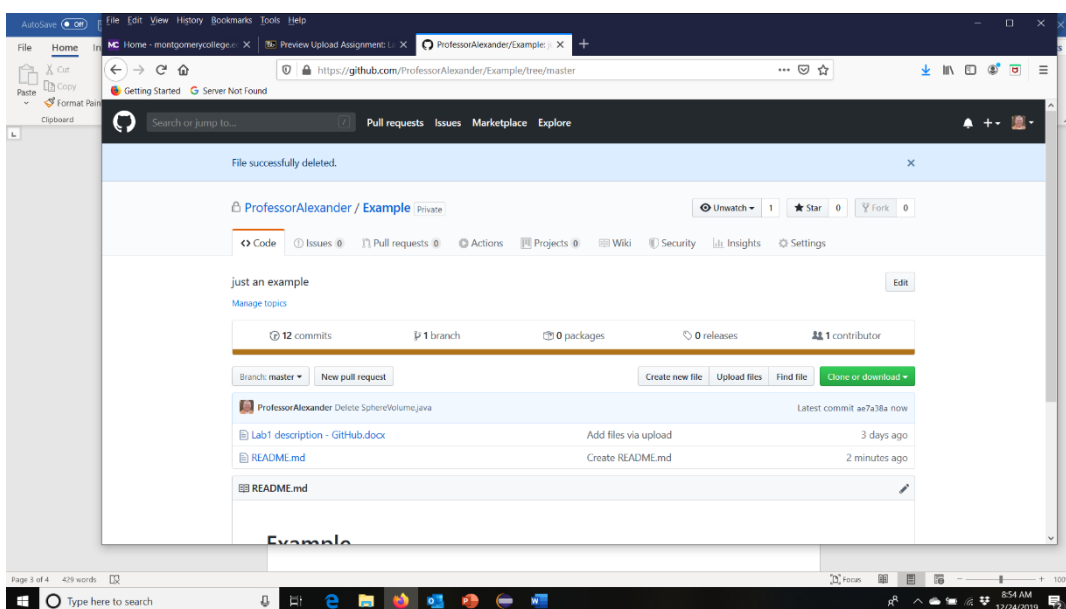 AutoSave Off
File Edit View History Bookmarks Tools Help
File Home In
MC Home - montgomerycollege.e
Bb Preview Upload Assignment: L
ProfessorAlexander/Example: j
Cut
Copy
Paste
Format Pain
Clipboard
https://github.com/ProfessorAlexander/Example/tree/master
Getting Started G Server Not Found
Search or jump to... /
Pull requests Issues Marketplace Explore
File successfully deleted.
ProfessorAlexander / Example Private
Unwatch 1 Star 0 Fork 0
Code Issues 0 Pull requests 0 Actions Projects 0 Wiki Security Insights Settings
just an example
Edit
Manage topics
12 commits 1 branch 0 packages 0 releases 1 contributor
Branch: master New pull request Create new file Upload files Find file Clone or download
ProfessorAlexander Delete SphereVolume.java Latest commit ae7a38a now
Lab1 description - GitHub.docx Add files via upload 3 days ago
README.md Create README.md 2 minutes ago
README.md
Example
Page 3 of 4 429 words Focus 100
Type here to search
8:54 AM
12/24/2019